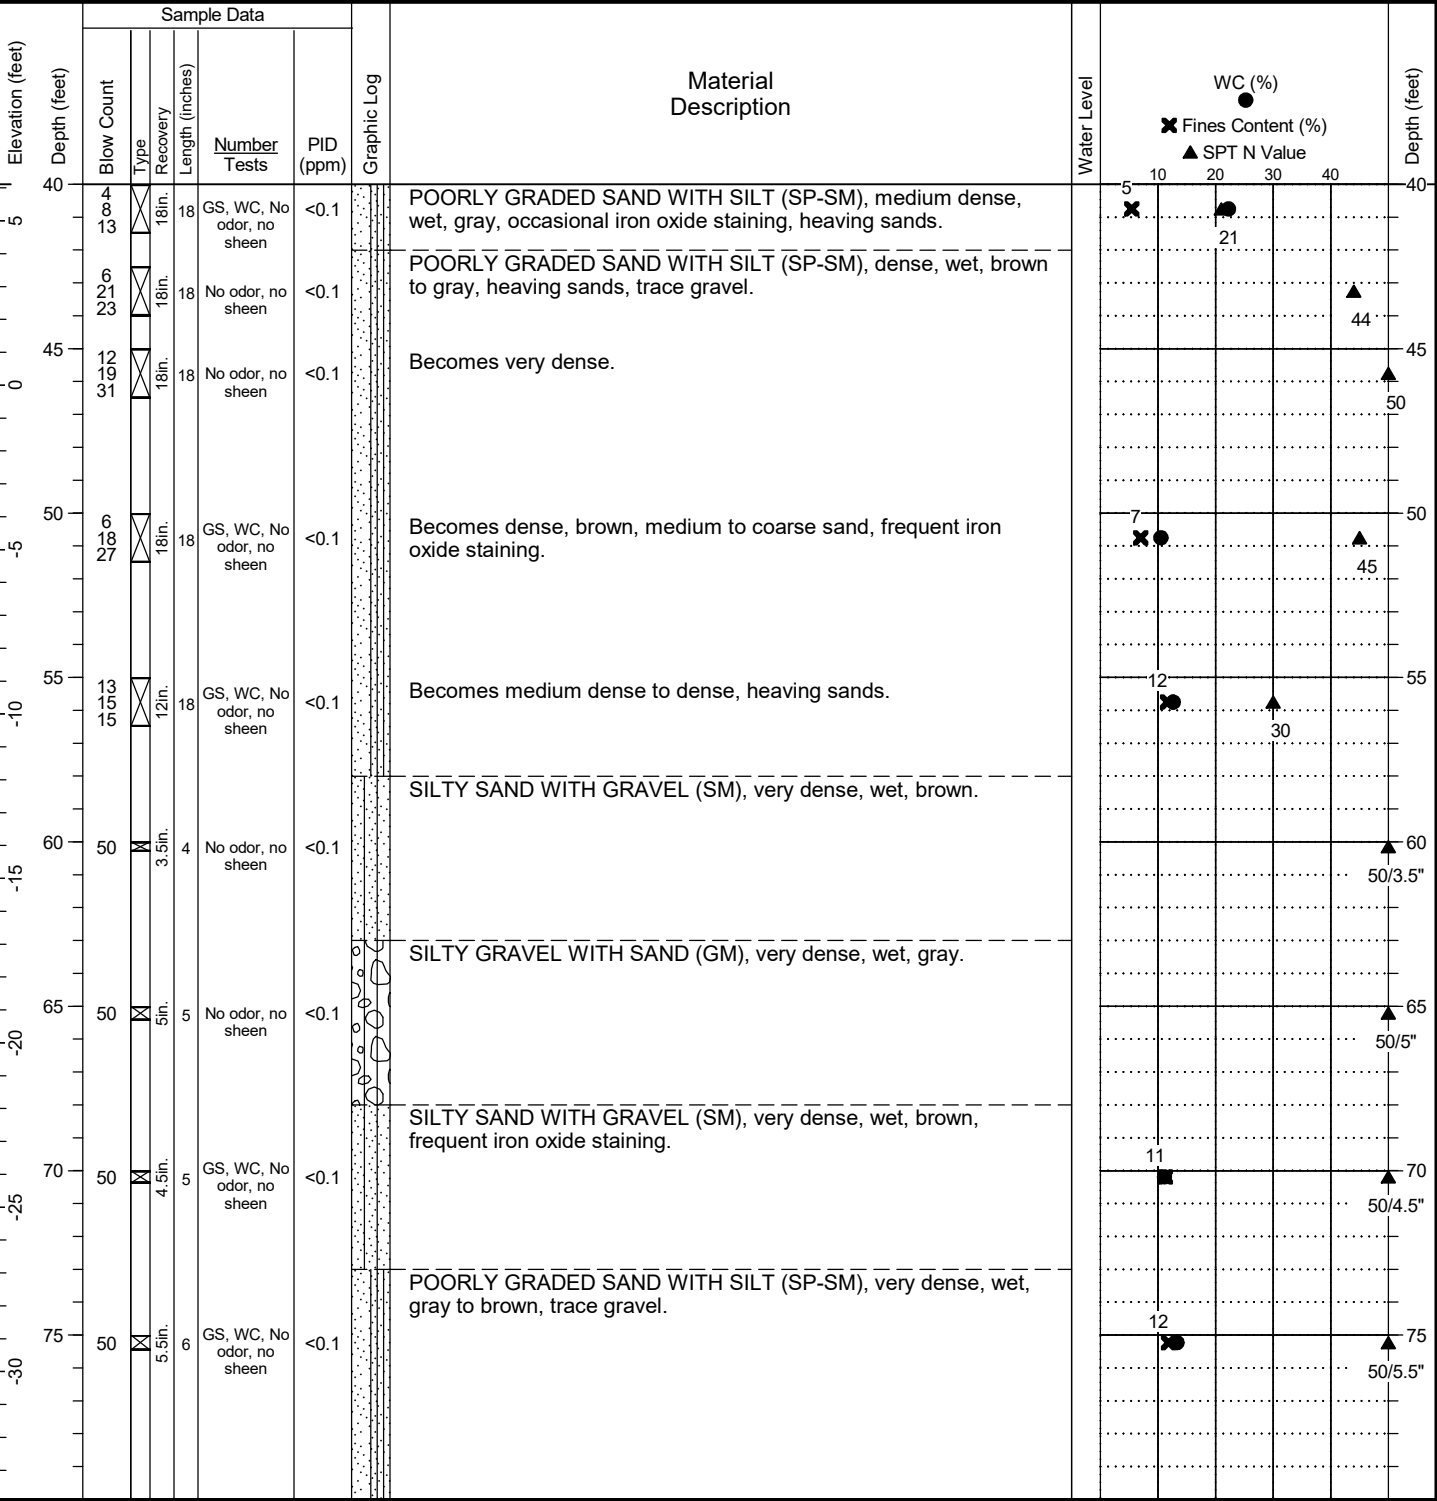 Sample Data
Elevation (feet)
Depth (feet)
Blow Count
Type
Recovery
Length (inches)
Number
Tests
PID
(ppm)
Graphic Log
Material
Description
Water Level
WC (%)
Fines Content (%)
SPT N Value
10 20 30 40
Depth (feet)
40
5
4
8
13
18in.
18
GS, WC, No
odor, no
sheen
<0.1
POORLY GRADED SAND WITH SILT (SP-SM), medium dense,
wet, gray, occasional iron oxide staining, heaving sands.
5
21
40
6
21
23
18in.
18
No odor, no
sheen
<0.1
POORLY GRADED SAND WITH SILT (SP-SM), dense, wet, brown
to gray, heaving sands, trace gravel.
44
45
0
12
19
31
18in.
18
No odor, no
sheen
<0.1
Becomes very dense.
50
45
50
-5
6
18
27
18in.
18
GS, WC, No
odor, no
sheen
<0.1
Becomes dense, brown, medium to coarse sand, frequent iron
oxide staining.
7
45
50
55
-10
13
15
15
12in.
18
GS, WC, No
odor, no
sheen
<0.1
Becomes medium dense to dense, heaving sands.
12
30
55
SILTY SAND WITH GRAVEL (SM), very dense, wet, brown.
60
-15
50
3.5in.
4
No odor, no
sheen
<0.1
50/3.5"
60
SILTY GRAVEL WITH SAND (GM), very dense, wet, gray.
65
-20
50
5in.
5
No odor, no
sheen
<0.1
50/5"
65
SILTY SAND WITH GRAVEL (SM), very dense, wet, brown,
frequent iron oxide staining.
70
-25
50
4.5in.
5
GS, WC, No
odor, no
sheen
<0.1
11
50/4.5"
70
POORLY GRADED SAND WITH SILT (SP-SM), very dense, wet,
gray to brown, trace gravel.
75
-30
50
5.5in.
6
GS, WC, No
odor, no
sheen
<0.1
12
50/5.5"
75